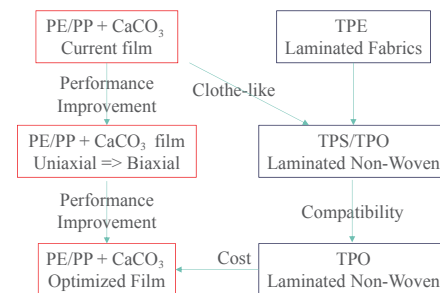 PE/PP + CaCO₃
Current film
TPE
Laminated Fabrics
Performance
Improvement
Clothe-like
PE/PP + CaCO₃ film
Uniaxial => Biaxial
TPS/TPO
Laminated Non-Woven
Performance
Improvement
Compatibility
PE/PP + CaCO₃
Optimized Film
Cost
TPO
Laminated Non-Woven